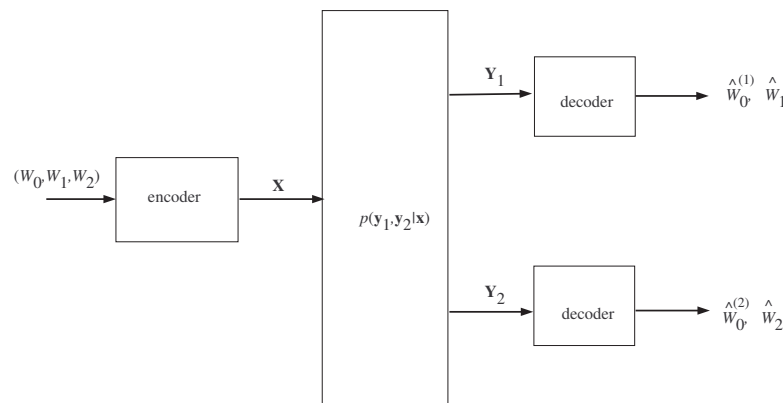 (W₀,W₁,W₂)
encoder
X
p(y₁,y₂|x)
Y₁
decoder
Ŵ₀⁽¹⁾, Ŵ₁
Y₂
decoder
Ŵ₀⁽²⁾, Ŵ₂